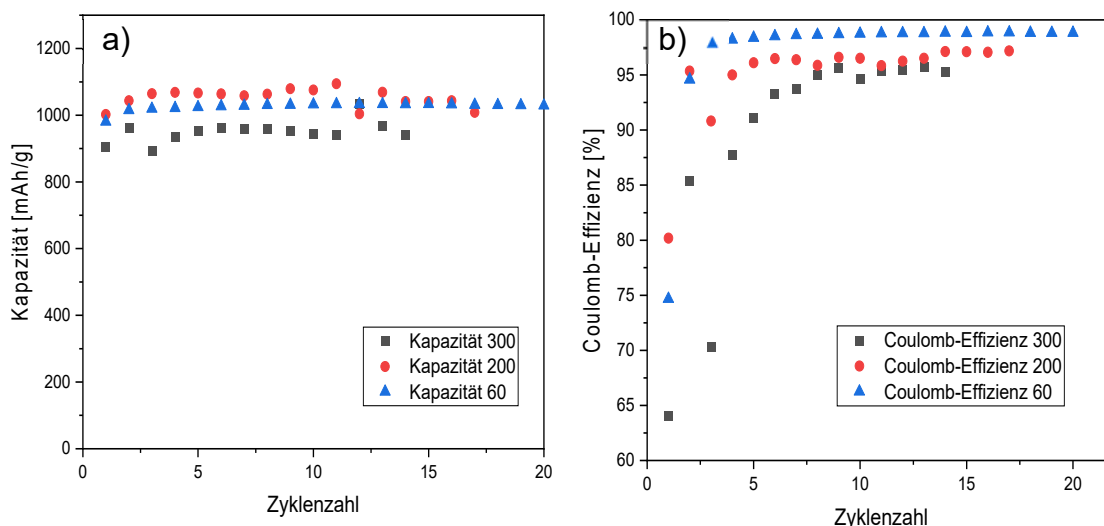 a)
Kapazität [mAh/g]
1200
1000
800
600
400
200
0
0
5
10
15
20
Zyklenzahl
Kapazität 300
Kapazität 200
Kapazität 60
b)
Coulomb-Effizienz [%]
100
95
90
85
80
75
70
65
60
0
5
10
15
20
Zyklenzahl
Coulomb-Effizienz 300
Coulomb-Effizienz 200
Coulomb-Effizienz 60